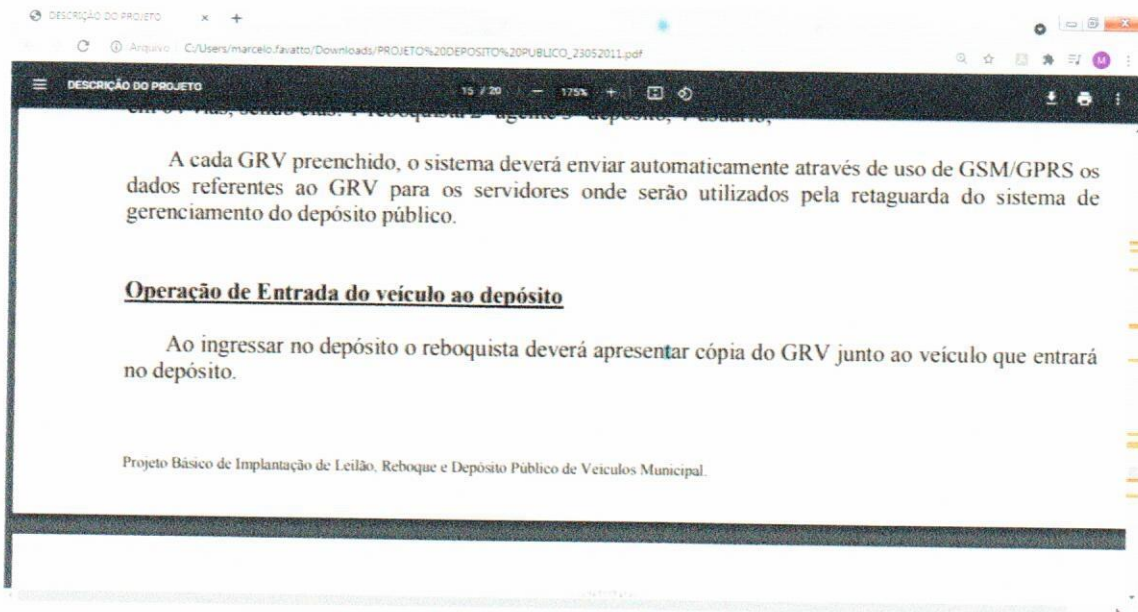 DESCRIÇÃO DO PROJETO × +
Arquivo C:/Users/marcelo.favatto/Downloads/PROJETO%20DEPOSITO%20PUBLICO_23052011.pdf
M
DESCRIÇÃO DO PROJETO 15 / 20 — 175% +
A cada GRV preenchido, o sistema deverá enviar automaticamente através de uso de GSM/GPRS os
dados referentes ao GRV para os servidores onde serão utilizados pela retaguarda do sistema de
gerenciamento do depósito público.
Operação de Entrada do veículo ao depósito
Ao ingressar no depósito o reboquista deverá apresentar cópia do GRV junto ao veículo que entrará
no depósito.
Projeto Básico de Implantação de Leilão, Reboque e Depósito Público de Veículos Municipal.